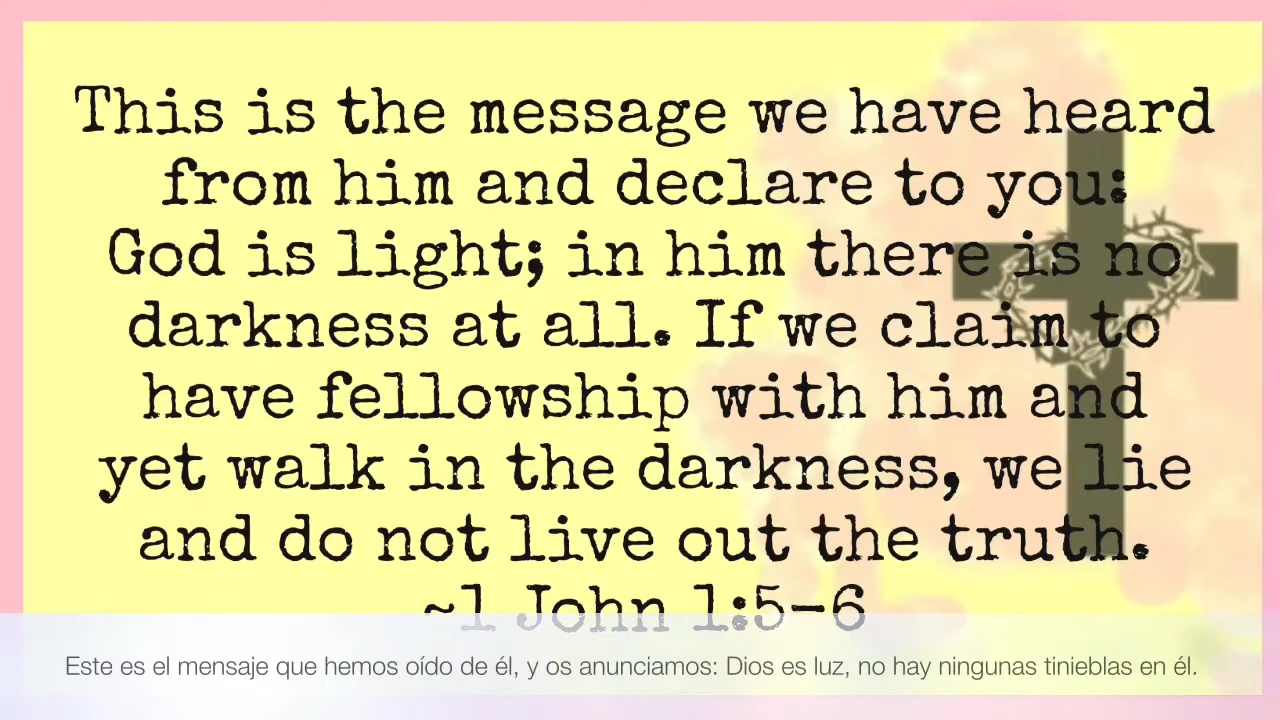 This is the message we have heard
from him and declare to you:
God is light; in him there is no
darkness at all. If we claim to
have fellowship with him and
yet walk in the darkness, we lie
and do not live out the truth.
~1 John 1:5-6
Este es el mensaje que hemos oído de él, y os anunciamos: Dios es luz, no hay ningunas tinieblas en él.